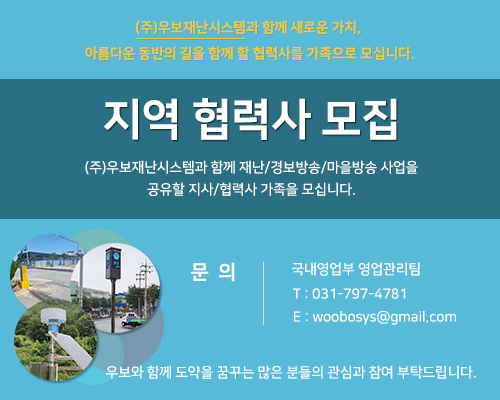 (주)우보재난시스템과 함께 새로운 가치,
아름다운 동반의 길을 함께 할 협력사를 가족으로 모십니다.
지역 협력사 모집
(주)우보재난시스템과 함께 재난/경보방송/마을방송 사업을
공유할 지사/협력사 가족을 모십니다.
문 의
국내영업부 영업관리팀
T : 031-797-4781
E : woobosys@gmail.com
우보와 함께 도약을 꿈꾸는 많은 분들의 관심과 참여 부탁드립니다.